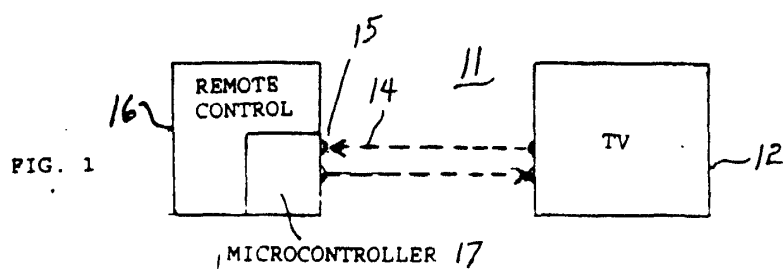 15
11
REMOTE
CONTROL
14
16
TV
FIG. 1
12
MICROCONTROLLER 17